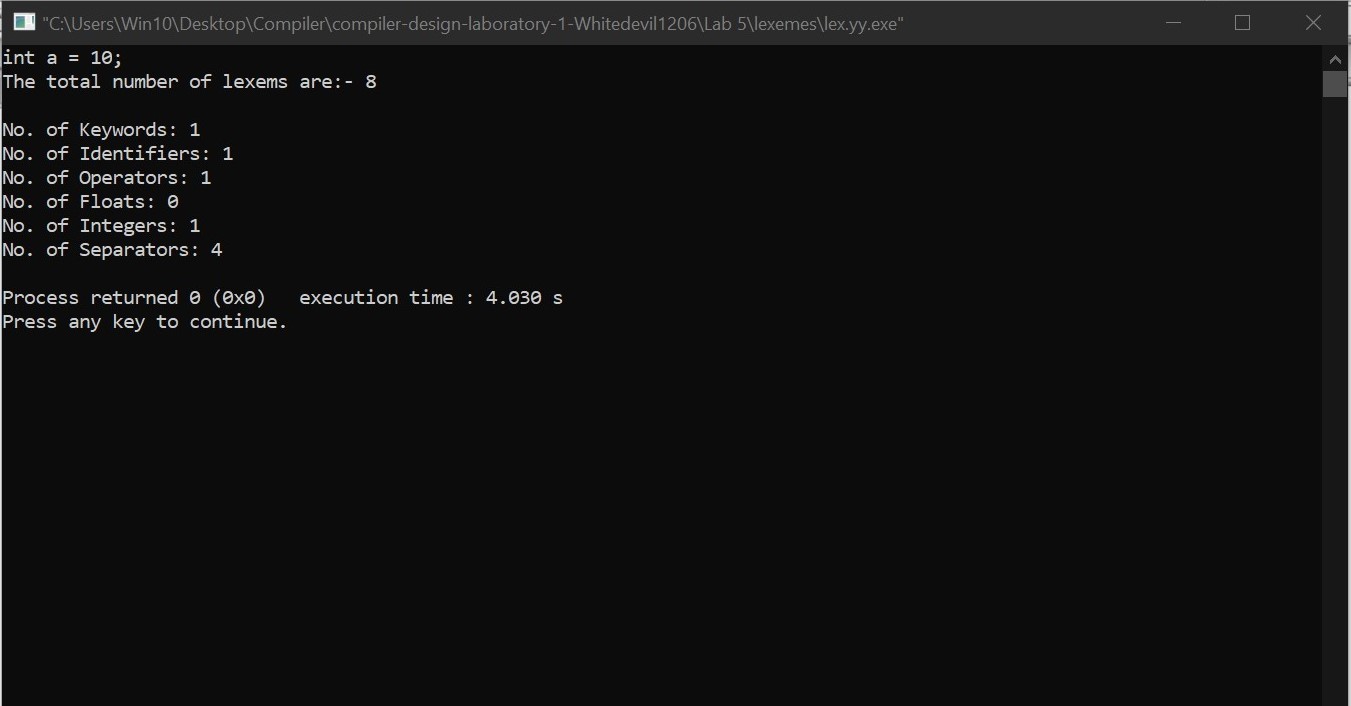 "C:\Users\Win10\Desktop\Compiler\compiler-design-laboratory-1-Whitedevil1206\Lab 5\lexemes\lex.yy.exe"
int a = 10;
The total number of lexems are:- 8
No. of Keywords: 1
No. of Identifiers: 1
No. of Operators: 1
No. of Floats: 0
No. of Integers: 1
No. of Separators: 4
Process returned 0 (0x0)   execution time : 4.030 s
Press any key to continue.